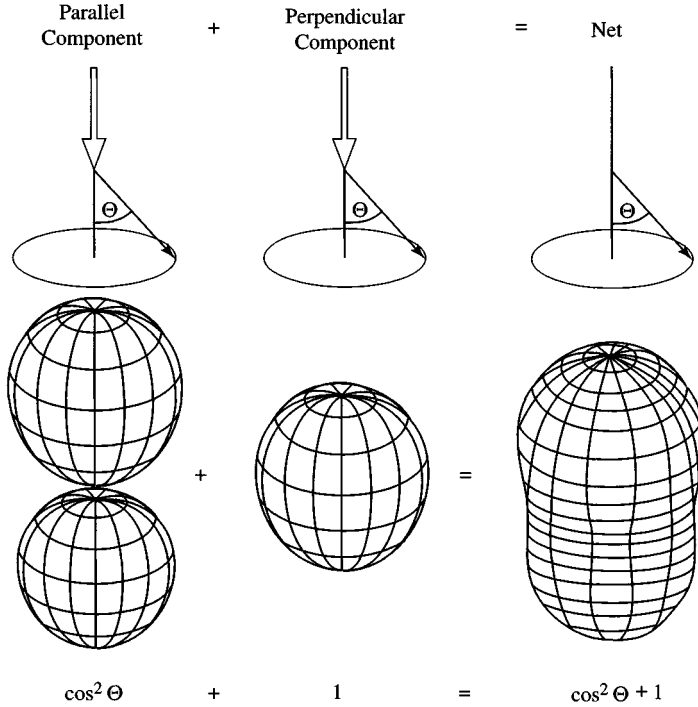 Parallel Component + Perpendicular Component = Net
Θ Θ Θ
+ =
cos² Θ + 1 = cos² Θ + 1